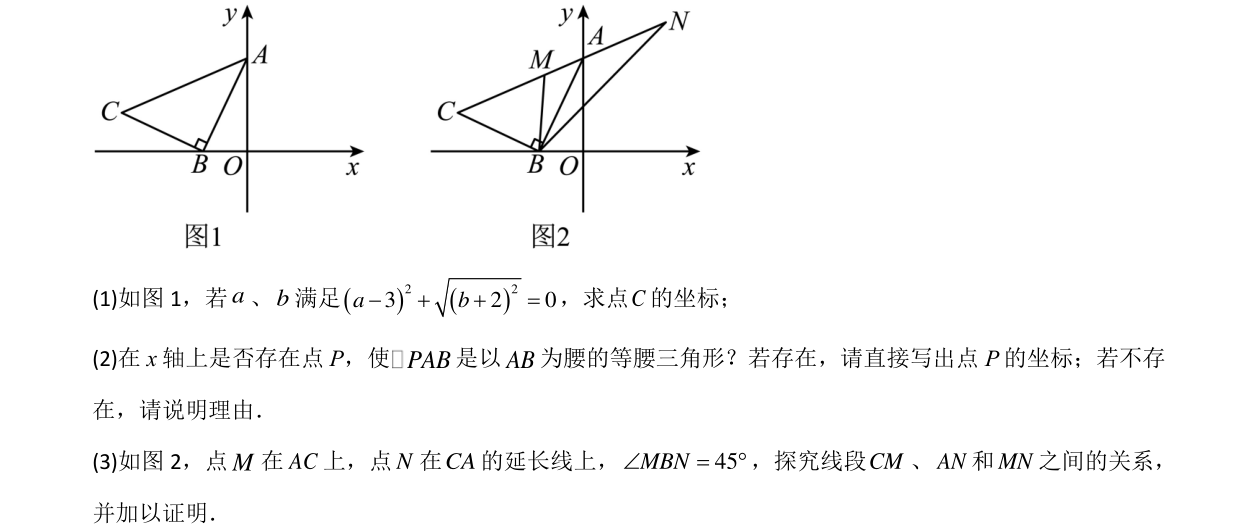 y
A
C
B
O
x
图1
y
A
N
M
C
B
O
x
图2
(1)如图 1，若 a 、b 满足 (a−3)² + √(b+2)² = 0，求点 C 的坐标；
(2)在 x 轴上是否存在点 P，使□PAB 是以 AB 为腰的等腰三角形？若存在，请直接写出点 P 的坐标；若不存
在，请说明理由．
(3)如图 2，点 M 在 AC 上，点 N 在 CA 的延长线上，∠MBN = 45°，探究线段 CM 、AN 和 MN 之间的关系，
并加以证明．